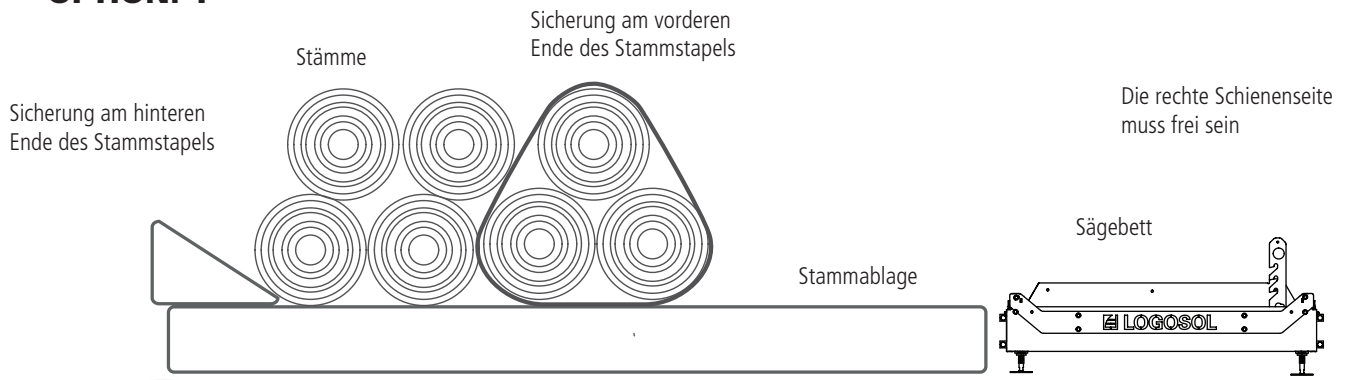 Sicherung am vorderen
Ende des Stammstapels
Stämme
Sicherung am hinteren
Ende des Stammstapels
Die rechte Schienenseite
muss frei sein
Sägebett
Stammablage
LOGOSOL